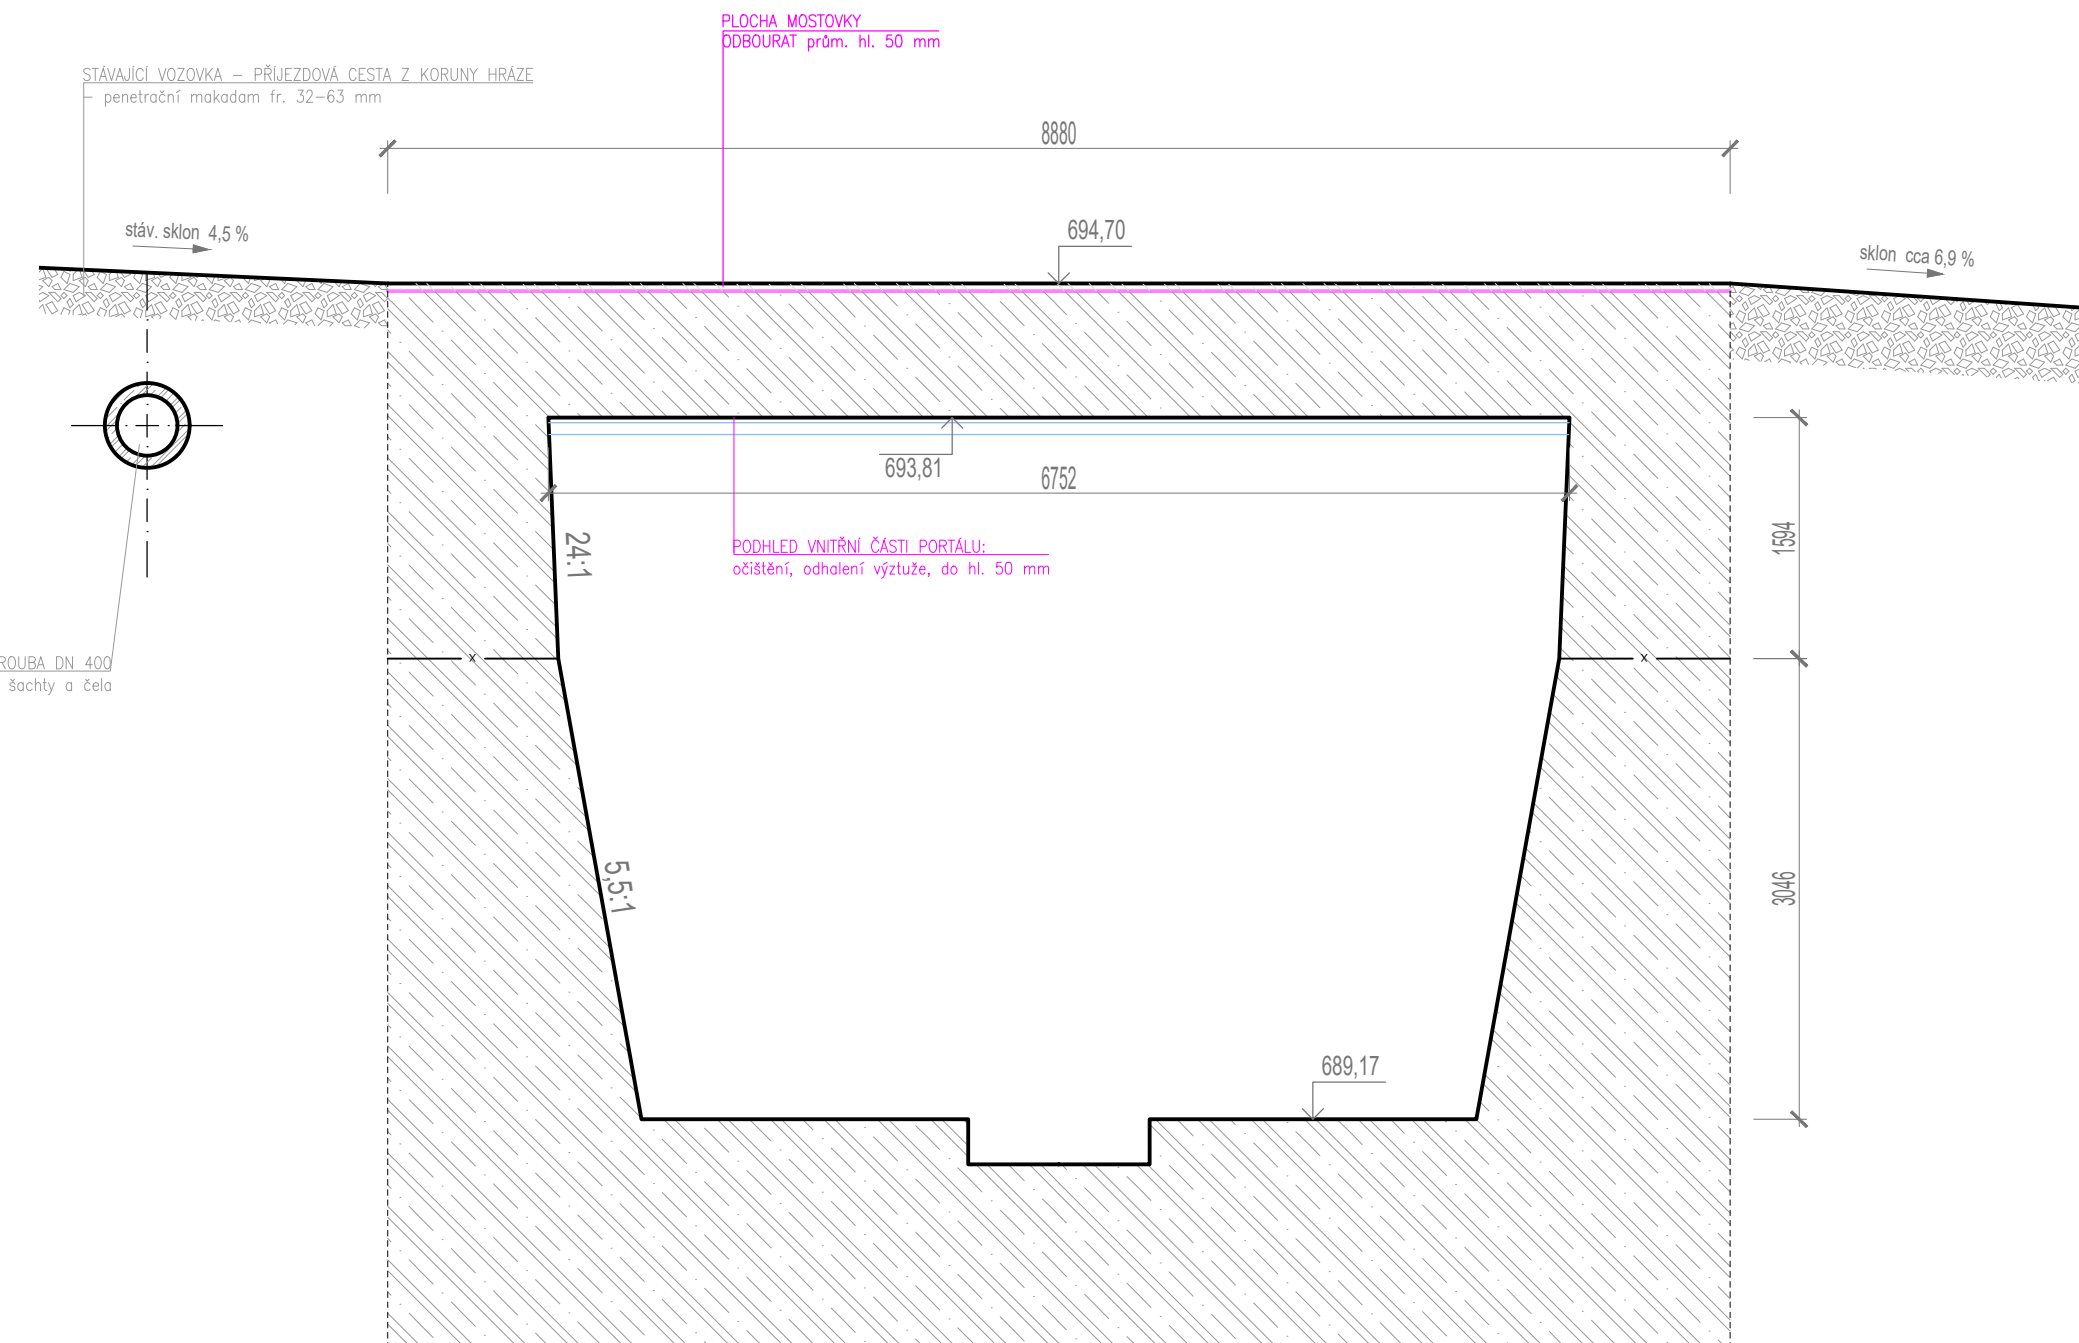 PLOCHA MOSTOVKY
ODBOURAT prům. hl. 50 mm
STÁVAJÍCÍ VOZOVKA – PŘÍJEZDOVÁ CESTA Z KORUNY HRÁZE
– penetrační makadam fr. 32–63 mm
8880
stáv. sklon 4,5 %
694,70
sklon cca 6,9 %
693,81
6752
1594
24:1
PODHLED VNITŘNÍ ČÁSTI PORTÁLU:
očištění, odhalení výztuže, do hl. 50 mm
ROUBA DN 400
šachty a čela
x
x
5,5:1
3046
689,17